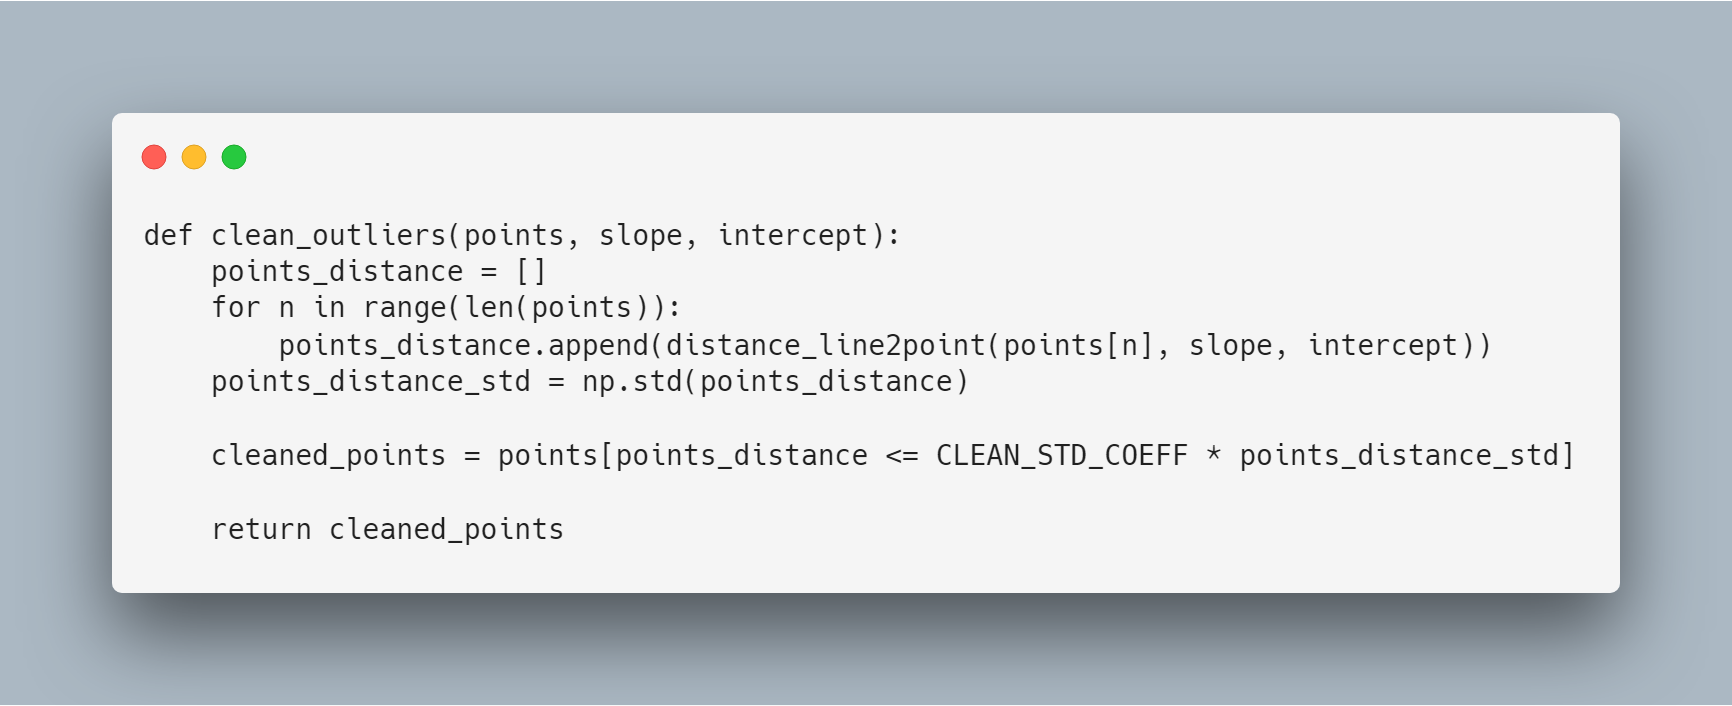 def clean_outliers(points, slope, intercept):
    points_distance = []
    for n in range(len(points)):
        points_distance.append(distance_line2point(points[n], slope, intercept))
    points_distance_std = np.std(points_distance)

    cleaned_points = points[points_distance <= CLEAN_STD_COEFF * points_distance_std]

    return cleaned_points